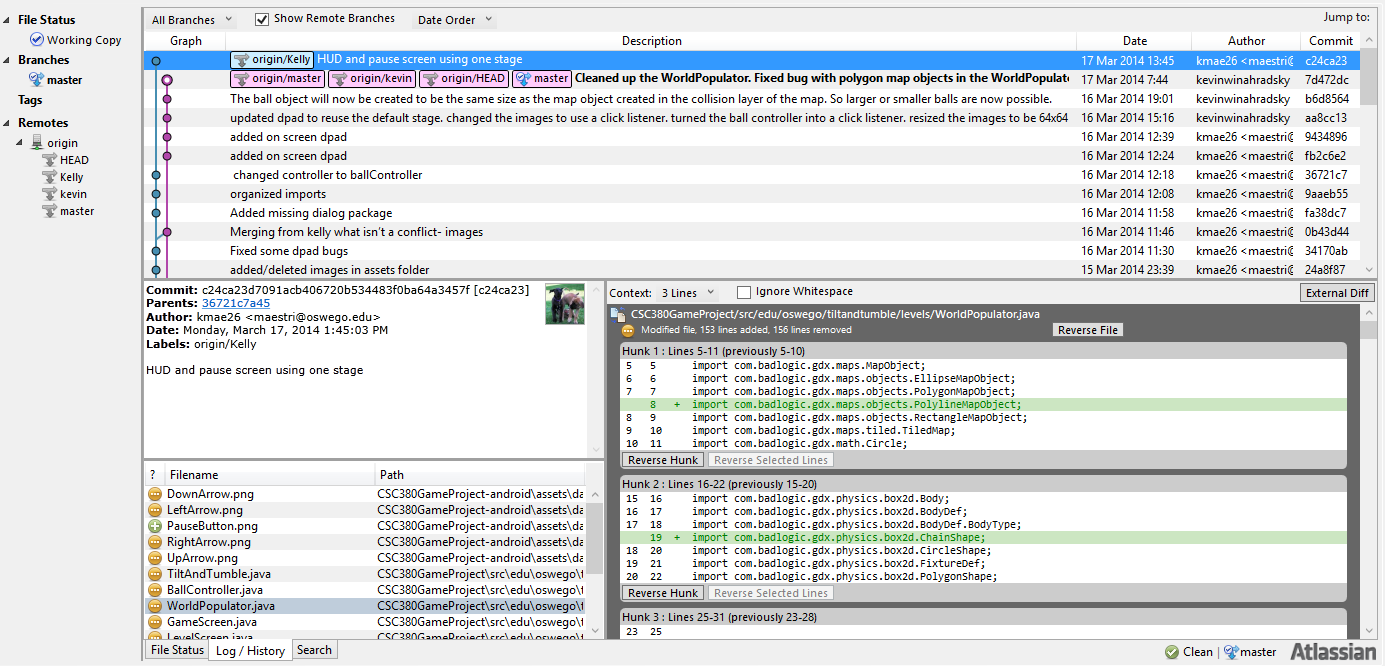 File Status
Working Copy
Branches
master
Tags
Remotes
origin
HEAD
Kelly
kevin
master
All Branches Show Remote Branches Date Order Jump to:
Graph Description Date Author Commit
origin/Kelly HUD and pause screen using one stage 17 Mar 2014 13:45 kmae26 <maestri@ c24ca23
origin/master origin/kevin origin/HEAD master Cleaned up the WorldPopulator. Fixed bug with polygon map objects in the WorldPopulato 17 Mar 2014 7:44 kevinwinahradsky 7d472dc
The ball object will now be created to be the same size as the map object created in the collision layer of the map. So larger or smaller balls are now possible. 16 Mar 2014 19:01 kevinwinahradsky b6d8564
updated dpad to reuse the default stage. changed the images to use a click listener. turned the ball controller into a click listener. resized the images to be 64x64 16 Mar 2014 15:16 kevinwinahradsky aa8cc13
added on screen dpad 16 Mar 2014 12:39 kmae26 <maestri@ 9434896
added on screen dpad 16 Mar 2014 12:24 kmae26 <maestri@ fb2c6e2
changed controller to ballController 16 Mar 2014 12:18 kmae26 <maestri@ 36721c7
organized imports 16 Mar 2014 12:08 kmae26 <maestri@ 9aaeb55
Added missing dialog package 16 Mar 2014 11:58 kmae26 <maestri@ fa38dc7
Merging from kelly what isn't a conflict- images 16 Mar 2014 11:46 kmae26 <maestri@ 0b43d44
Fixed some dpad bugs 16 Mar 2014 11:30 kmae26 <maestri@ 34170ab
added/deleted images in assets folder 15 Mar 2014 23:39 kmae26 <maestri@ 24a8f87
Commit: c24ca23d7091acb406720b534483f0ba64a3457f [c24ca23]
Parents: 36721c7a45
Author: kmae26 <maestri@oswego.edu>
Date: Monday, March 17, 2014 1:45:03 PM
Labels: origin/Kelly
HUD and pause screen using one stage
? Filename Path
DownArrow.png CSC380GameProject-android\assets\da
LeftArrow.png CSC380GameProject-android\assets\da
PauseButton.png CSC380GameProject-android\assets\da
RightArrow.png CSC380GameProject-android\assets\da
UpArrow.png CSC380GameProject-android\assets\da
TiltAndTumble.java CSC380GameProject\src\edu\oswego\t
BallController.java CSC380GameProject\src\edu\oswego\t
WorldPopulator.java CSC380GameProject\src\edu\oswego\t
GameScreen.java CSC380GameProject\src\edu\oswego\t
LevelScreen.java CSC380GameProject\src\edu\oswego\t
Context: 3 Lines Ignore Whitespace External Diff
CSC380GameProject/src/edu/oswego/tiltandtumble/levels/WorldPopulator.java
Modified file, 153 lines added, 156 lines removed Reverse File
Hunk 1 : Lines 5-11 (previously 5-10)
5 5 import com.badlogic.gdx.maps.MapObject;
6 6 import com.badlogic.gdx.maps.objects.EllipseMapObject;
7 7 import com.badlogic.gdx.maps.objects.PolygonMapObject;
8 + import com.badlogic.gdx.maps.objects.PolylineMapObject;
8 9 import com.badlogic.gdx.maps.objects.RectangleMapObject;
9 10 import com.badlogic.gdx.maps.tiled.TiledMap;
10 11 import com.badlogic.gdx.math.Circle;
Reverse Hunk Reverse Selected Lines
Hunk 2 : Lines 16-22 (previously 15-20)
15 16 import com.badlogic.gdx.physics.box2d.Body;
16 17 import com.badlogic.gdx.physics.box2d.BodyDef;
17 18 import com.badlogic.gdx.physics.box2d.BodyDef.BodyType;
19 + import com.badlogic.gdx.physics.box2d.ChainShape;
18 20 import com.badlogic.gdx.physics.box2d.CircleShape;
19 21 import com.badlogic.gdx.physics.box2d.FixtureDef;
20 22 import com.badlogic.gdx.physics.box2d.PolygonShape;
Reverse Hunk Reverse Selected Lines
Hunk 3 : Lines 25-31 (previously 23-28)
23 25
File Status Log / History Search
Clean master Atlassian